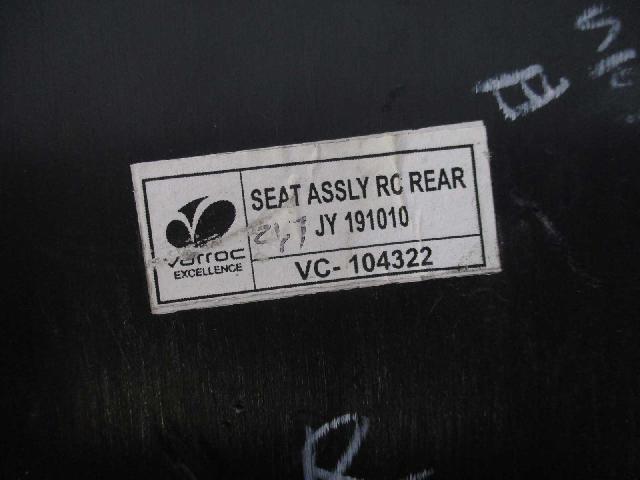 SEAT ASSLY RC REAR
JY 191010
varroc
EXCELLENCE
VC- 104322
R